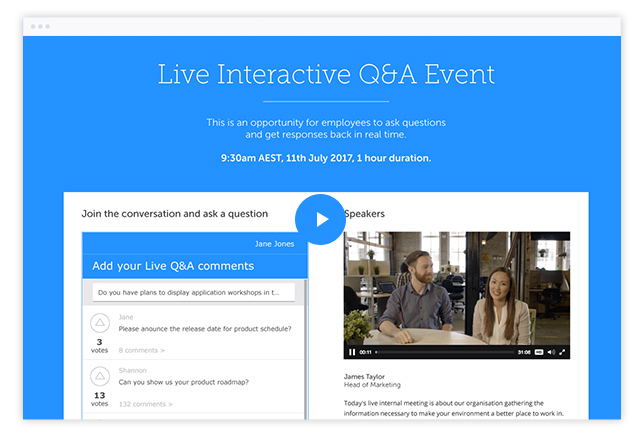 Live Interactive Q&A Event
This is an opportunity for employees to ask questions
and get responses back in real time.
9:30am AEST, 11th July 2017, 1 hour duration.
Join the conversation and ask a question
Jane Jones
Add your Live Q&A comments
Do you have plans to display application workshops in t...
Jane
Please anounce the release date for product schedule?
3
votes
8 comments >
Shannon
Can you show us your product roadmap?
13
votes
132 comments >
Speakers
00:11
31:08
HD
James Taylor
Head of Marketing
Today's live internal meeting is about our organisation gathering the
information necessary to make your environment a better place to work in.